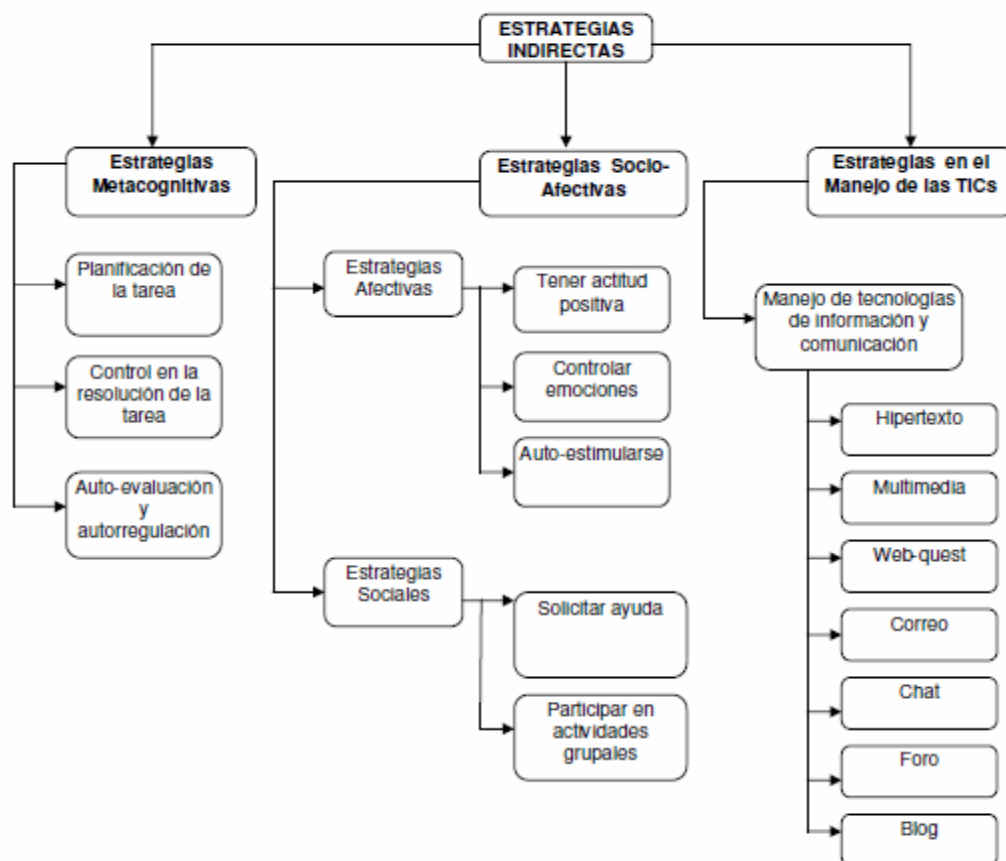 ESTRATEGIAS
INDIRECTAS
Estrategias
Metacognitivas
Planificación de
la tarea
Control en la
resolución de la
tarea
Auto-evaluación
y
autorregulación
Estrategias Socio-
Afectivas
Estrategias
Afectivas
Tener actitud
positiva
Controlar
emociones
Auto-estimularse
Estrategias
Sociales
Solicitar ayuda
Participar en
actividades
grupales
Estrategias en el
Manejo de las TICs
Manejo de tecnologías
de información y
comunicación
Hipertexto
Multimedia
Web-quest
Correo
Chat
Foro
Blog